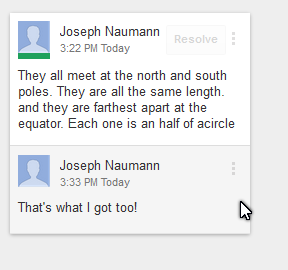 Joseph Naumann
3:22 PM Today
Resolve
They all meet at the north and south
poles. They are all the same length.
and they are farthest apart at the
equator. Each one is an half of acircle
Joseph Naumann
3:33 PM Today
That's what I got too!